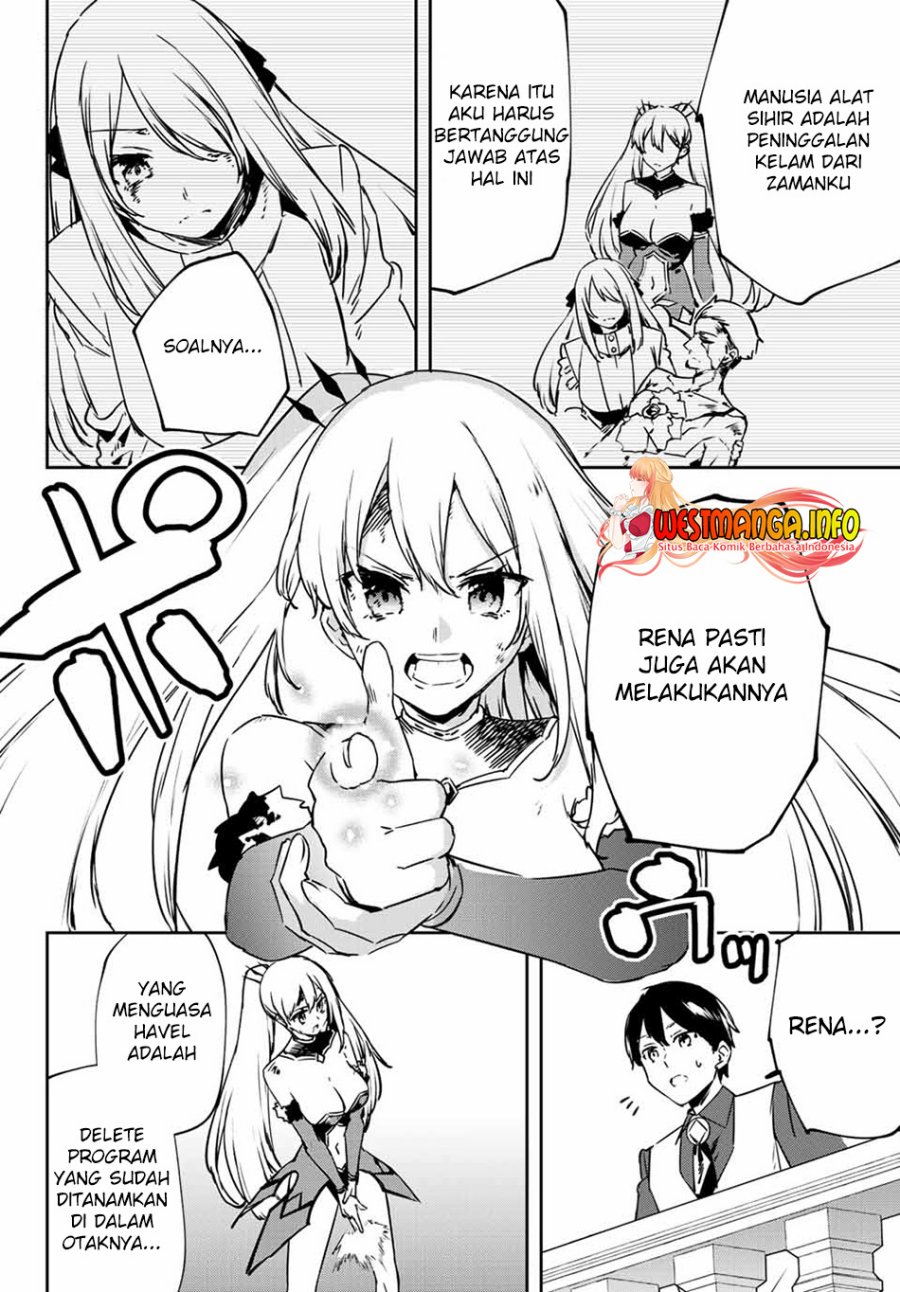 MANUSIA ALAT
SIHIR ADALAH
PENINGGALAN
KELAM DARI
ZAMANKU
KARENA ITU
AKU HARUS
BERTANGGUNG
JAWAB ATAS
HAL INI
SOALNYA...
WESTMANGA.INFO
Situs Baca Komik Berbahasa Indonesia
RENA PASTI
JUGA AKAN
MELAKUKANNYA
RENA...?
YANG
MENGUASA
HAVEL
ADALAH
DELETE
PROGRAM
YANG SUDAH
DITANAMKAN
DI DALAM
OTAKNYA...